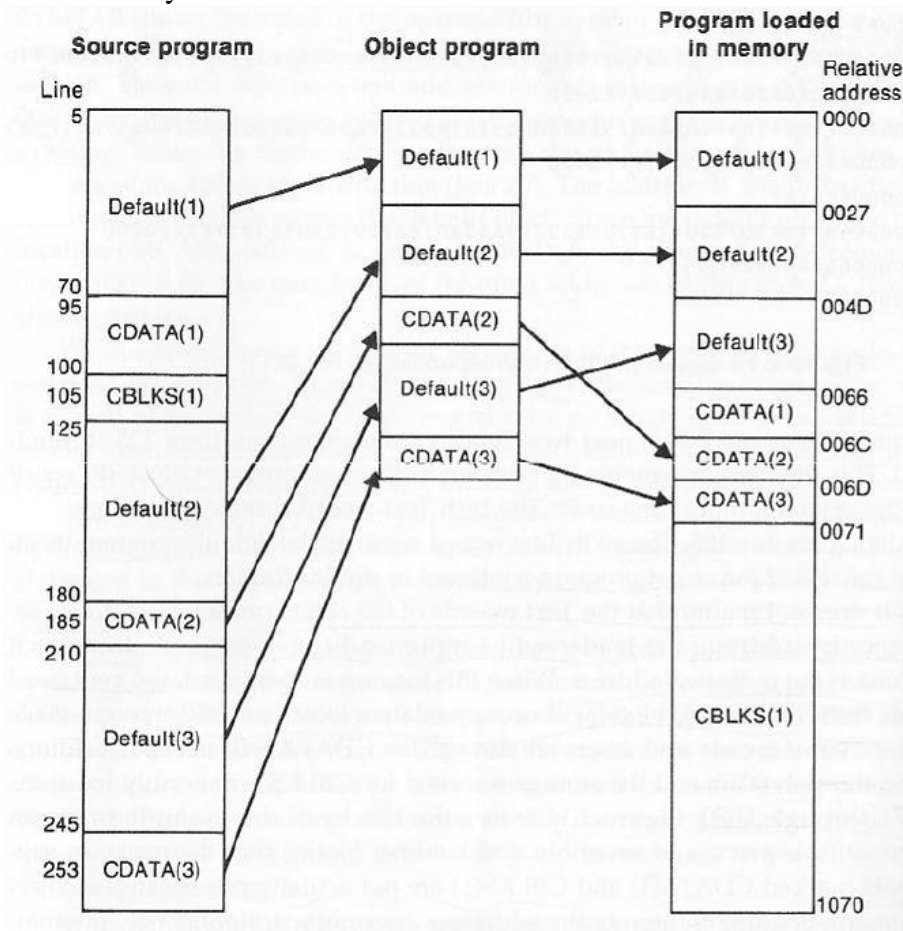 Source program
Object program
Program loaded
in memory
Line
Relative
address
5
Default(1)
70
95
CDATA(1)
100
105
CBLKS(1)
125
Default(2)
180
185
CDATA(2)
210
Default(3)
245
253
CDATA(3)
Default(1)
Default(2)
CDATA(2)
Default(3)
CDATA(3)
0000
Default(1)
0027
Default(2)
004D
Default(3)
0066
CDATA(1)
006C
CDATA(2)
006D
CDATA(3)
0071
CBLKS(1)
1070